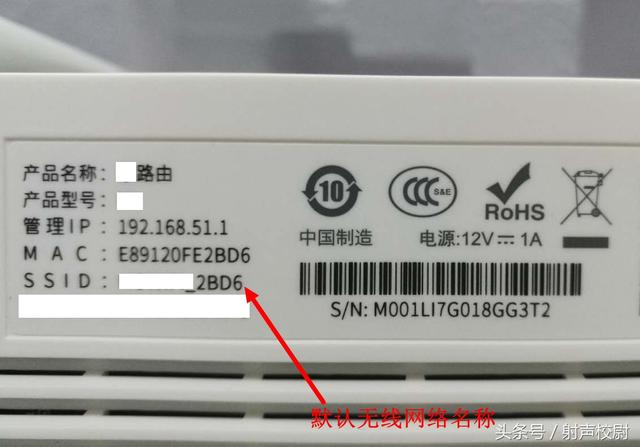 产品名称: 路由
产品型号:
管理IP: 192.168.51.1
MAC: E89120FE2BD6
SSID: _2BD6
10
CCC S&E
RoHS
中国制造
电源:12V⎓1A
S/N: M001LI7G018GG3T2
默认无线网络名称
头条号 / 射声校尉